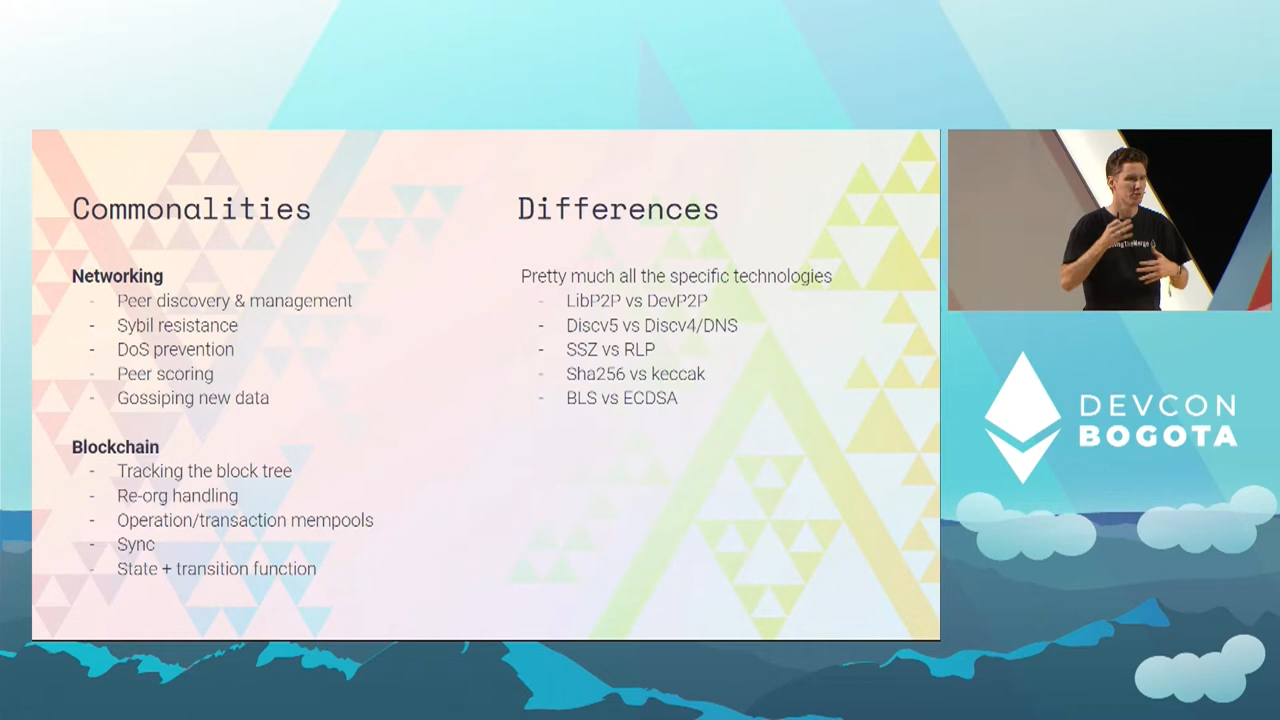 Commonalities
Networking
- Peer discovery & management
- Sybil resistance
- DoS prevention
- Peer scoring
- Gossiping new data
Blockchain
- Tracking the block tree
- Re-org handling
- Operation/transaction mempools
- Sync
- State + transition function
Differences
Pretty much all the specific technologies
- LibP2P vs DevP2P
- Discv5 vs Discv4/DNS
- SSZ vs RLP
- Sha256 vs keccak
- BLS vs ECDSA
DEVCON
BOGOTA